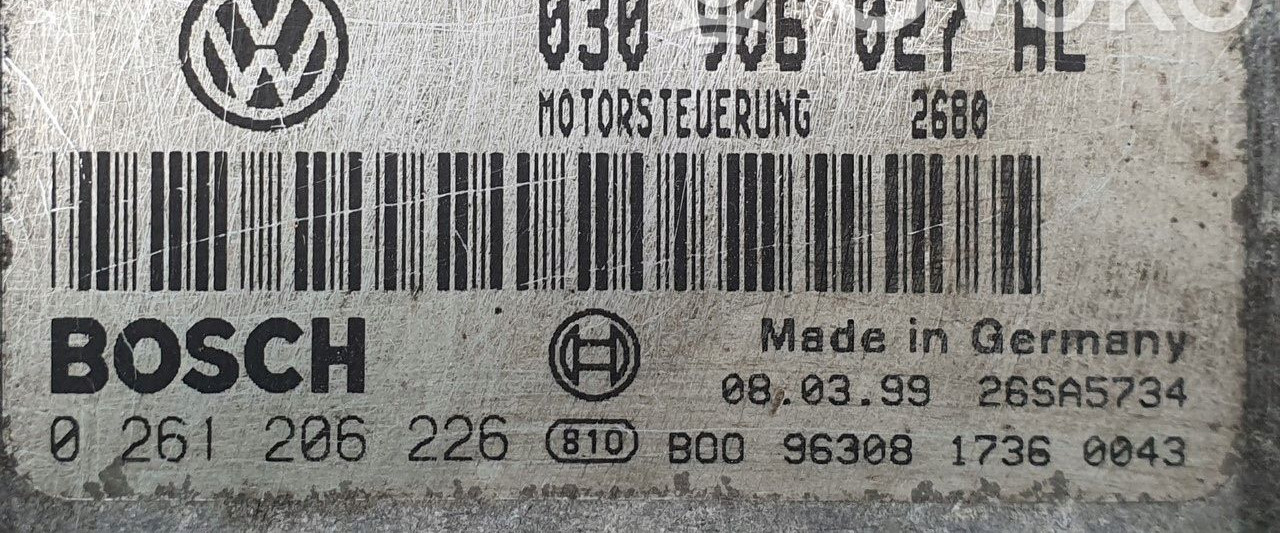 030 906 027 AL
MOTORSTEUERUNG 2680
BOSCH
Made in Germany
08.03.99 26SA5734
0 261 206 226 810 B00 96308 1736 0043